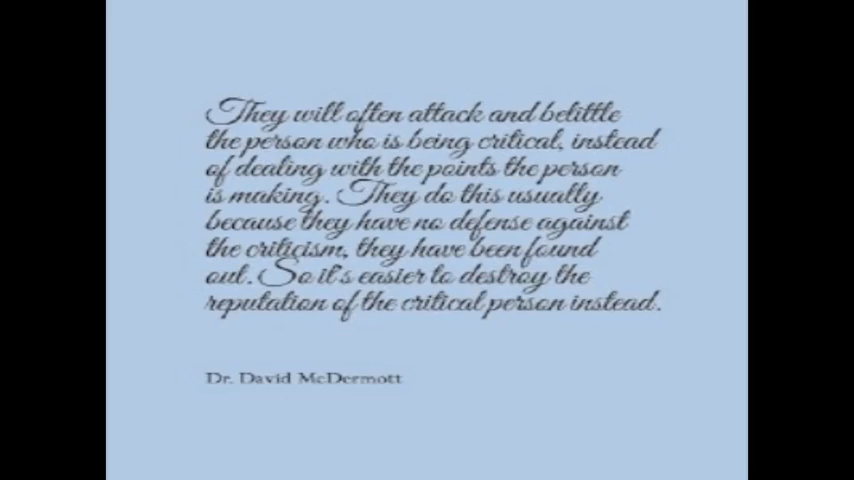 They will often attack and belittle
the person who is being critical, instead
of dealing with the points the person
is making. They do this usually
because they have no defense against
the criticism, they have been found
out. So it's easier to destroy the
reputation of the critical person instead.
Dr. David McDermott